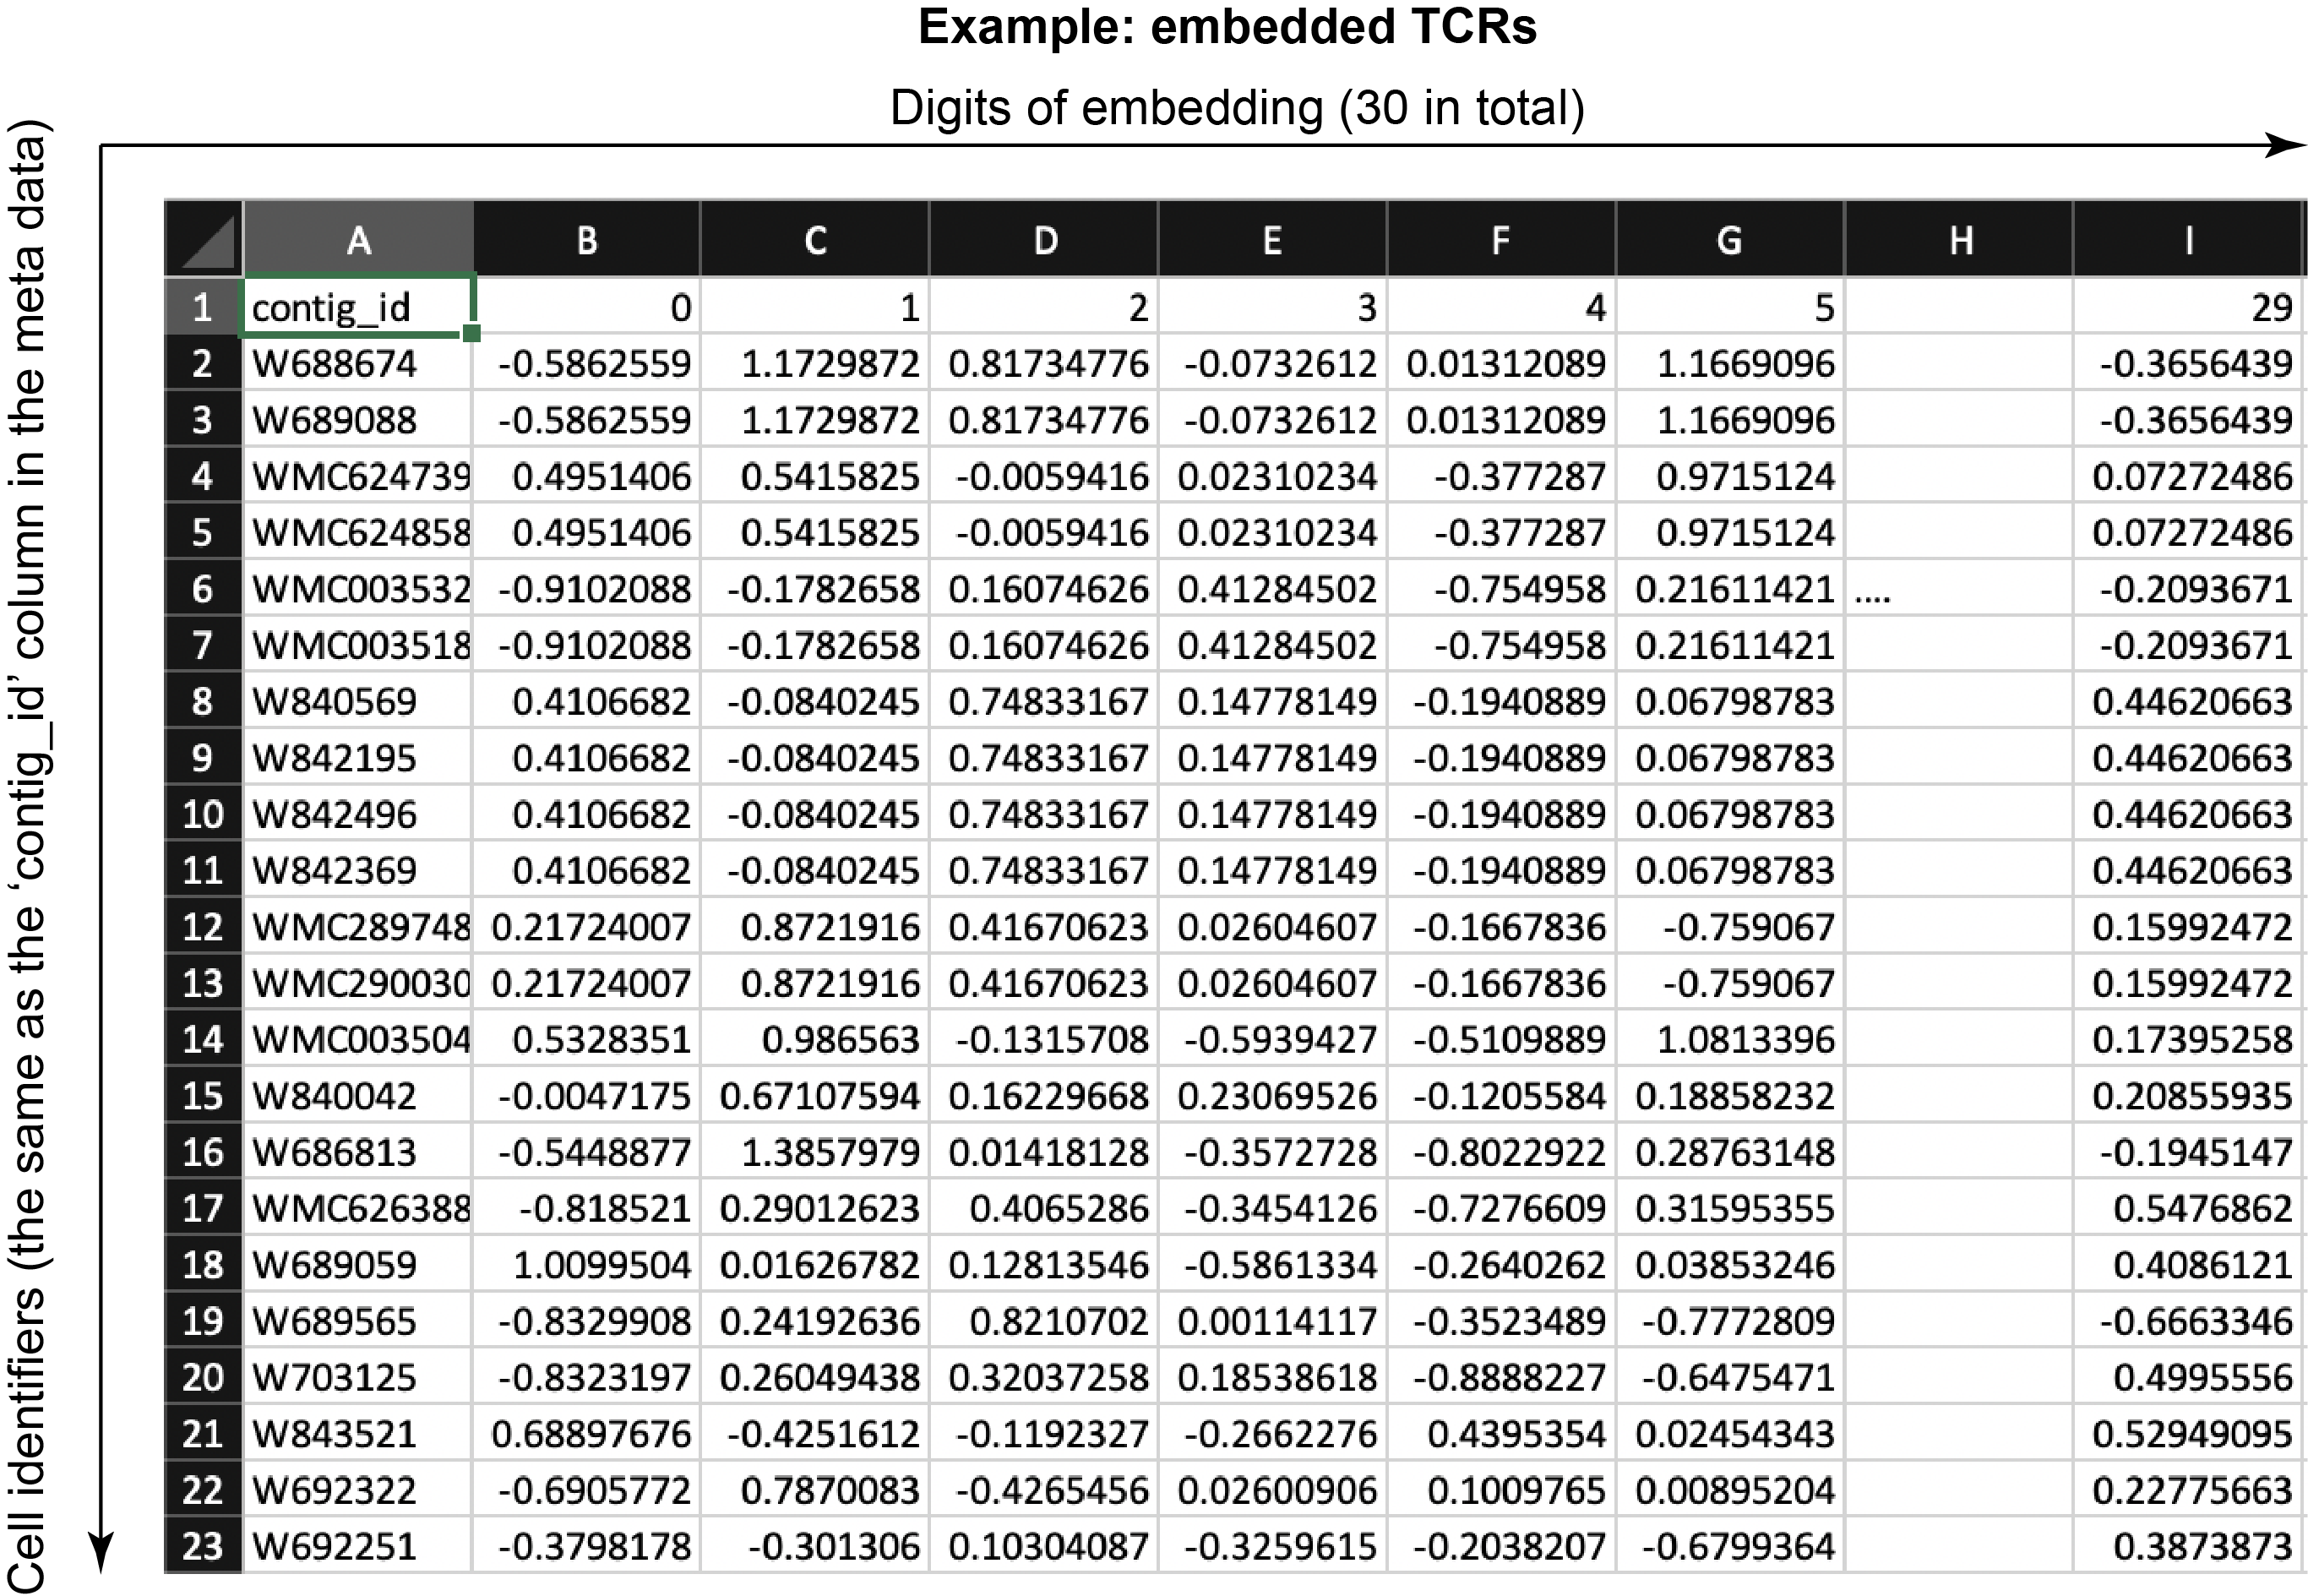 Example: embedded TCRs
Digits of embedding (30 in total)
Cell identifiers (the same as the ‘contig_id’ column in the meta data)
A B C D E F G H I
1 contig_id 0 1 2 3 4 5 29
2 W688674 -0.5862559 1.1729872 0.81734776 -0.0732612 0.01312089 1.1669096 -0.3656439
3 W689088 -0.5862559 1.1729872 0.81734776 -0.0732612 0.01312089 1.1669096 -0.3656439
4 WMC624739 0.4951406 0.5415825 -0.0059416 0.02310234 -0.377287 0.9715124 0.07272486
5 WMC624858 0.4951406 0.5415825 -0.0059416 0.02310234 -0.377287 0.9715124 0.07272486
6 WMC003532 -0.9102088 -0.1782658 0.16074626 0.41284502 -0.754958 0.21611421 .... -0.2093671
7 WMC003518 -0.9102088 -0.1782658 0.16074626 0.41284502 -0.754958 0.21611421 -0.2093671
8 W840569 0.4106682 -0.0840245 0.74833167 0.14778149 -0.1940889 0.06798783 0.44620663
9 W842195 0.4106682 -0.0840245 0.74833167 0.14778149 -0.1940889 0.06798783 0.44620663
10 W842496 0.4106682 -0.0840245 0.74833167 0.14778149 -0.1940889 0.06798783 0.44620663
11 W842369 0.4106682 -0.0840245 0.74833167 0.14778149 -0.1940889 0.06798783 0.44620663
12 WMC289748 0.21724007 0.8721916 0.41670623 0.02604607 -0.1667836 -0.759067 0.15992472
13 WMC290030 0.21724007 0.8721916 0.41670623 0.02604607 -0.1667836 -0.759067 0.15992472
14 WMC003504 0.5328351 0.986563 -0.1315708 -0.5939427 -0.5109889 1.0813396 0.17395258
15 W840042 -0.0047175 0.67107594 0.16229668 0.23069526 -0.1205584 0.18858232 0.20855935
16 W686813 -0.5448877 1.3857979 0.01418128 -0.3572728 -0.8022922 0.28763148 -0.1945147
17 WMC626388 -0.818521 0.29012623 0.4065286 -0.3454126 -0.7276609 0.31595355 0.5476862
18 W689059 1.0099504 0.01626782 0.12813546 -0.5861334 -0.2640262 0.03853246 0.4086121
19 W689565 -0.8329908 0.24192636 0.8210702 0.00114117 -0.3523489 -0.7772809 -0.6663346
20 W703125 -0.8323197 0.26049438 0.32037258 0.18538618 -0.8888227 -0.6475471 0.4995556
21 W843521 0.68897676 -0.4251612 -0.1192327 -0.2662276 0.4395354 0.02454343 0.52949095
22 W692322 -0.6905772 0.7870083 -0.4265456 0.02600906 0.1009765 0.00895204 0.22775663
23 W692251 -0.3798178 -0.301306 0.10304087 -0.3259615 -0.2038207 -0.6799364 0.3873873